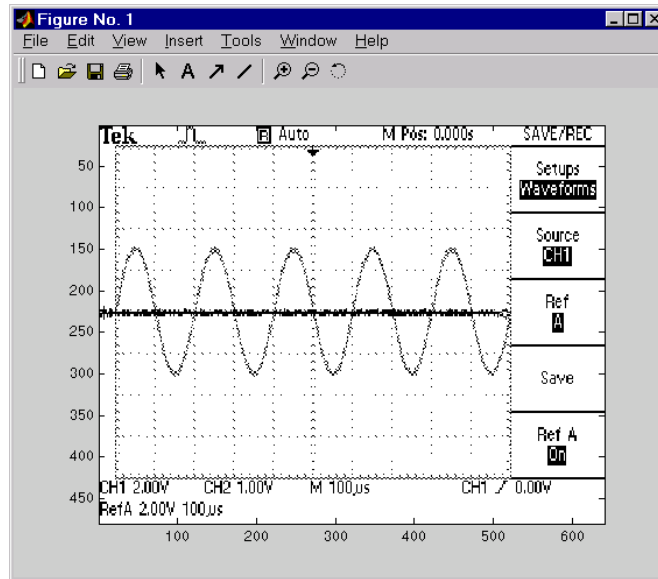 Figure No. 1
File Edit View Insert Tools Window Help
A
Tek Auto M Pos: 0.000s SAVE/REC
Setups
Waveforms
Source
CH1
Ref
A
Save
Ref A
On
CH1 2.00V CH2 1.00V M 100µs CH1 0.00V
RefA 2.00V 100µs
50
100
150
200
250
300
350
400
450
100 200 300 400 500 600